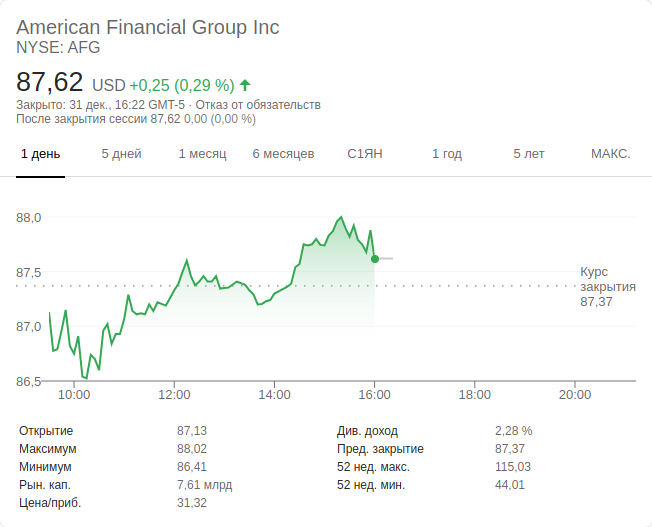 American Financial Group Inc
NYSE: AFG
87,62 USD +0,25 (0,29 %)
Закрыто: 31 дек., 16:22 GMT-5 · Отказ от обязательств
После закрытия сессии 87,62 0,00 (0,00 %)
1 день 5 дней 1 месяц 6 месяцев С1ЯН 1 год 5 лет МАКС.
88,0
87,5
87,0
86,5
Курс
закрытия
87,37
10:00 12:00 14:00 16:00 18:00 20:00
Открытие 87,13 Див. доход 2,28 %
Максимум 88,02 Пред. закрытие 87,37
Минимум 86,41 52 нед. макс. 115,03
Рын. кап. 7,61 млрд 52 нед. мин. 44,01
Цена/приб. 31,32